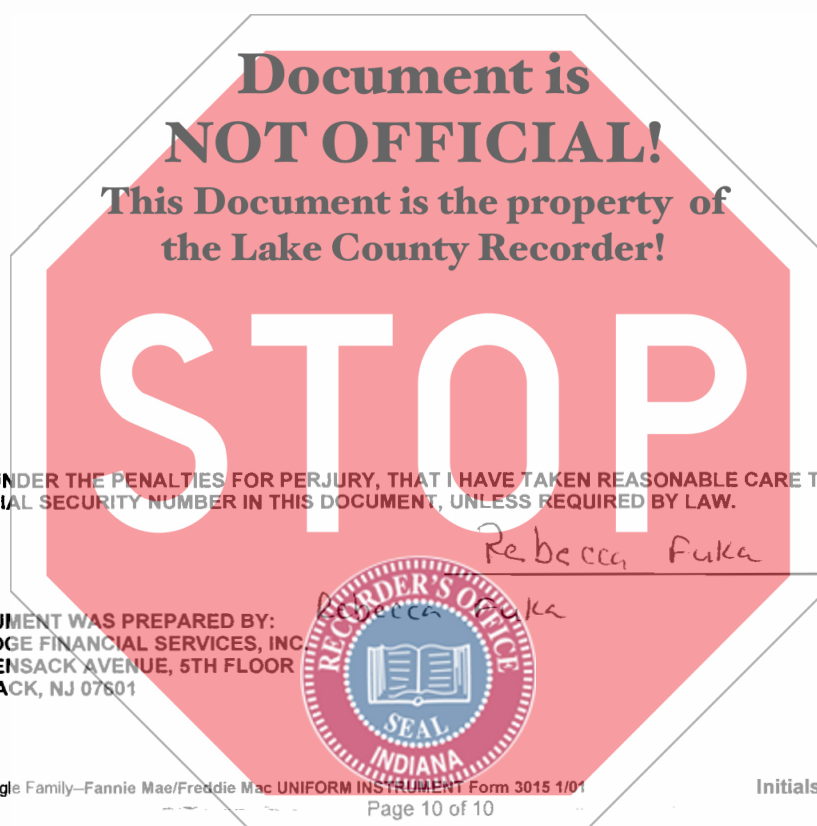 Document is
NOT OFFICIAL!
This Document is the property of
the Lake County Recorder!
STOP
NDER THE PENALTIES FOR PERJURY, THAT I HAVE TAKEN REASONABLE CARE T
IAL SECURITY NUMBER IN THIS DOCUMENT, UNLESS REQUIRED BY LAW.
Rebecca Fuka
Rebecca Fuka
UMENT WAS PREPARED BY:
GE FINANCIAL SERVICES, INC.
ENSACK AVENUE, 5TH FLOOR
ACK, NJ 07601
RECORDER'S OFFICE
SEAL
INDIANA
gle Family–Fannie Mae/Freddie Mac UNIFORM INSTRUMENT Form 3015 1/01 Initials
Page 10 of 10